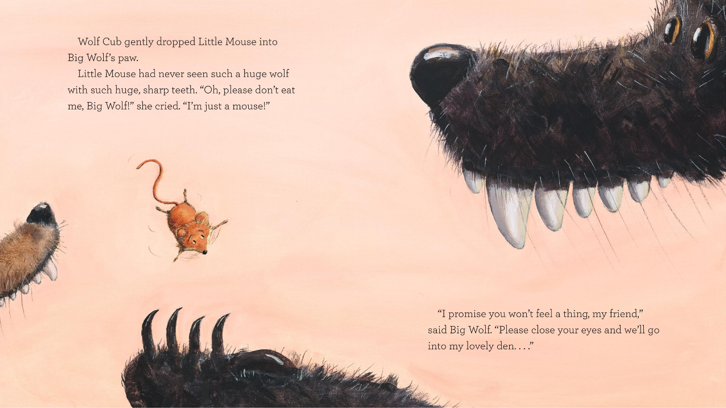 Wolf Cub gently dropped Little Mouse into
Big Wolf’s paw.
Little Mouse had never seen such a huge wolf
with such huge, sharp teeth. “Oh, please don’t eat
me, Big Wolf!” she cried. “I’m just a mouse!”
“I promise you won’t feel a thing, my friend,”
said Big Wolf. “Please close your eyes and we’ll go
into my lovely den. . . .”